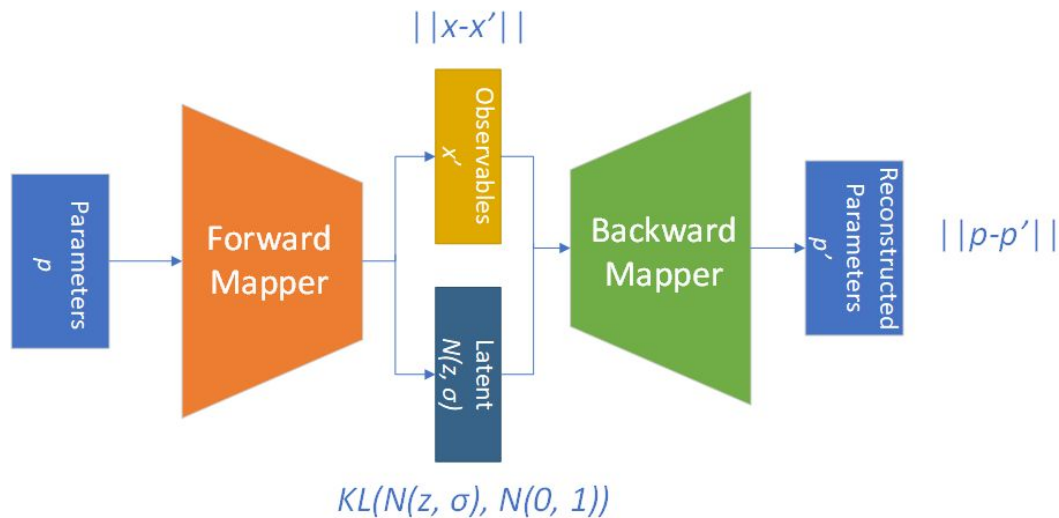 ||x-x'||
Parameters
p
Forward
Mapper
Observables
x'
Latent
N(z, σ)
Backward
Mapper
Reconstructed
Parameters
p'
||p-p'||
KL(N(z, σ), N(0, 1))